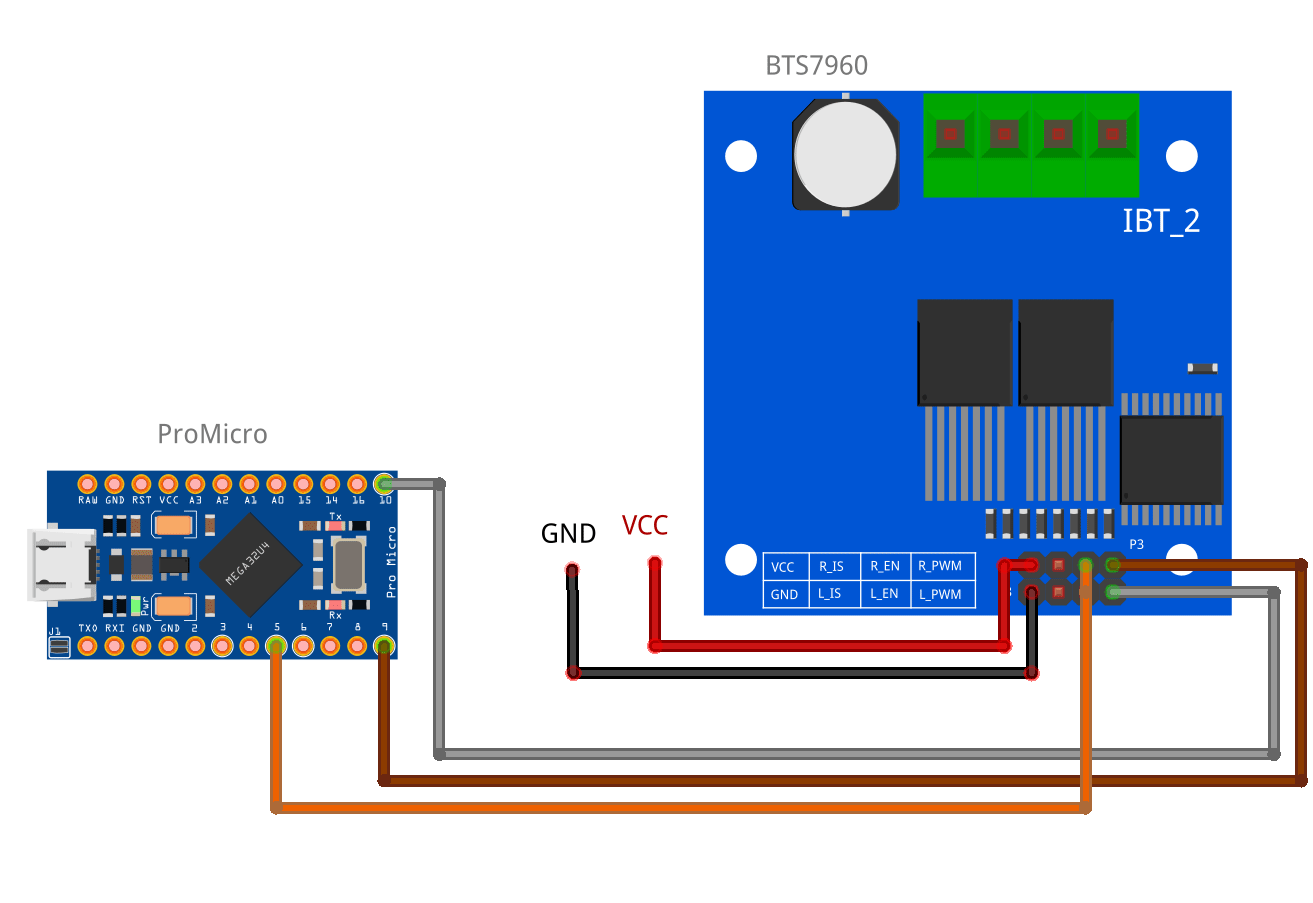 BTS7960
IBT_2
ProMicro
RAW GND RST VCC A3 A2 A1 A0 15 14 16 10
Tx
MEGA32U4
Pro Micro
Pwr
Rx
J1
TXO RXI GND GND 2 3 4 5 6 7 8 9
GND
VCC
P3
VCC R_IS R_EN R_PWM
GND L_IS L_EN L_PWM